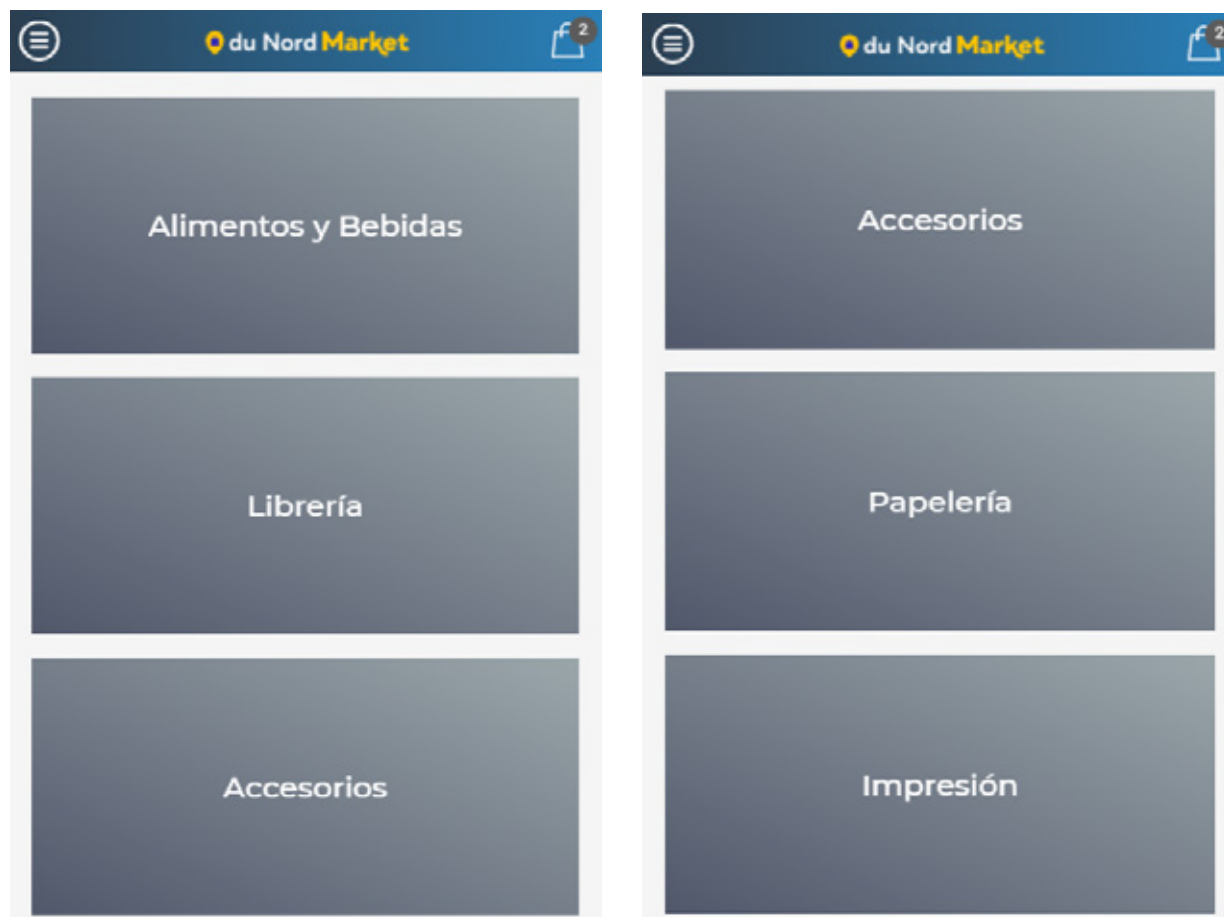 du Nord Market
2
Alimentos y Bebidas
Librería
Accesorios
du Nord Market
2
Accesorios
Papelería
Impresión